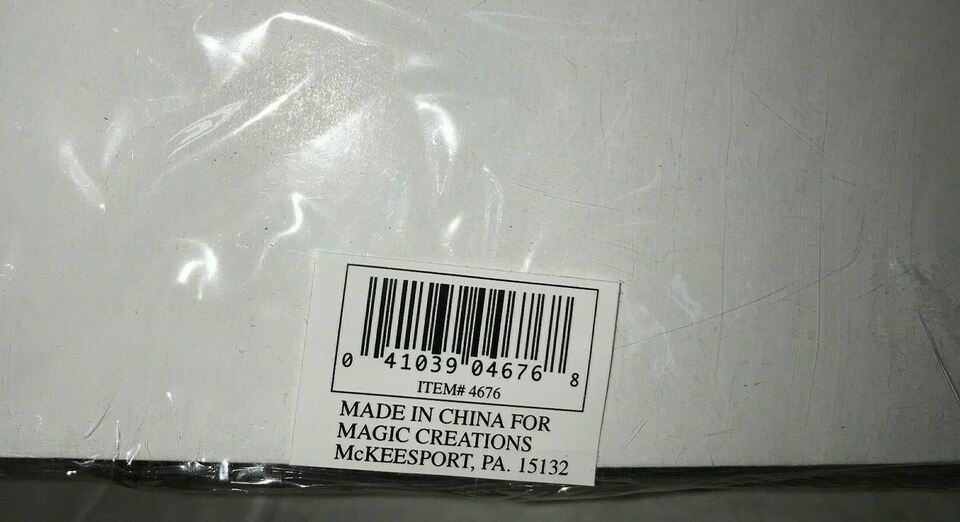 0 41039 04676 8
ITEM# 4676
MADE IN CHINA FOR
MAGIC CREATIONS
McKEESPORT, PA. 15132